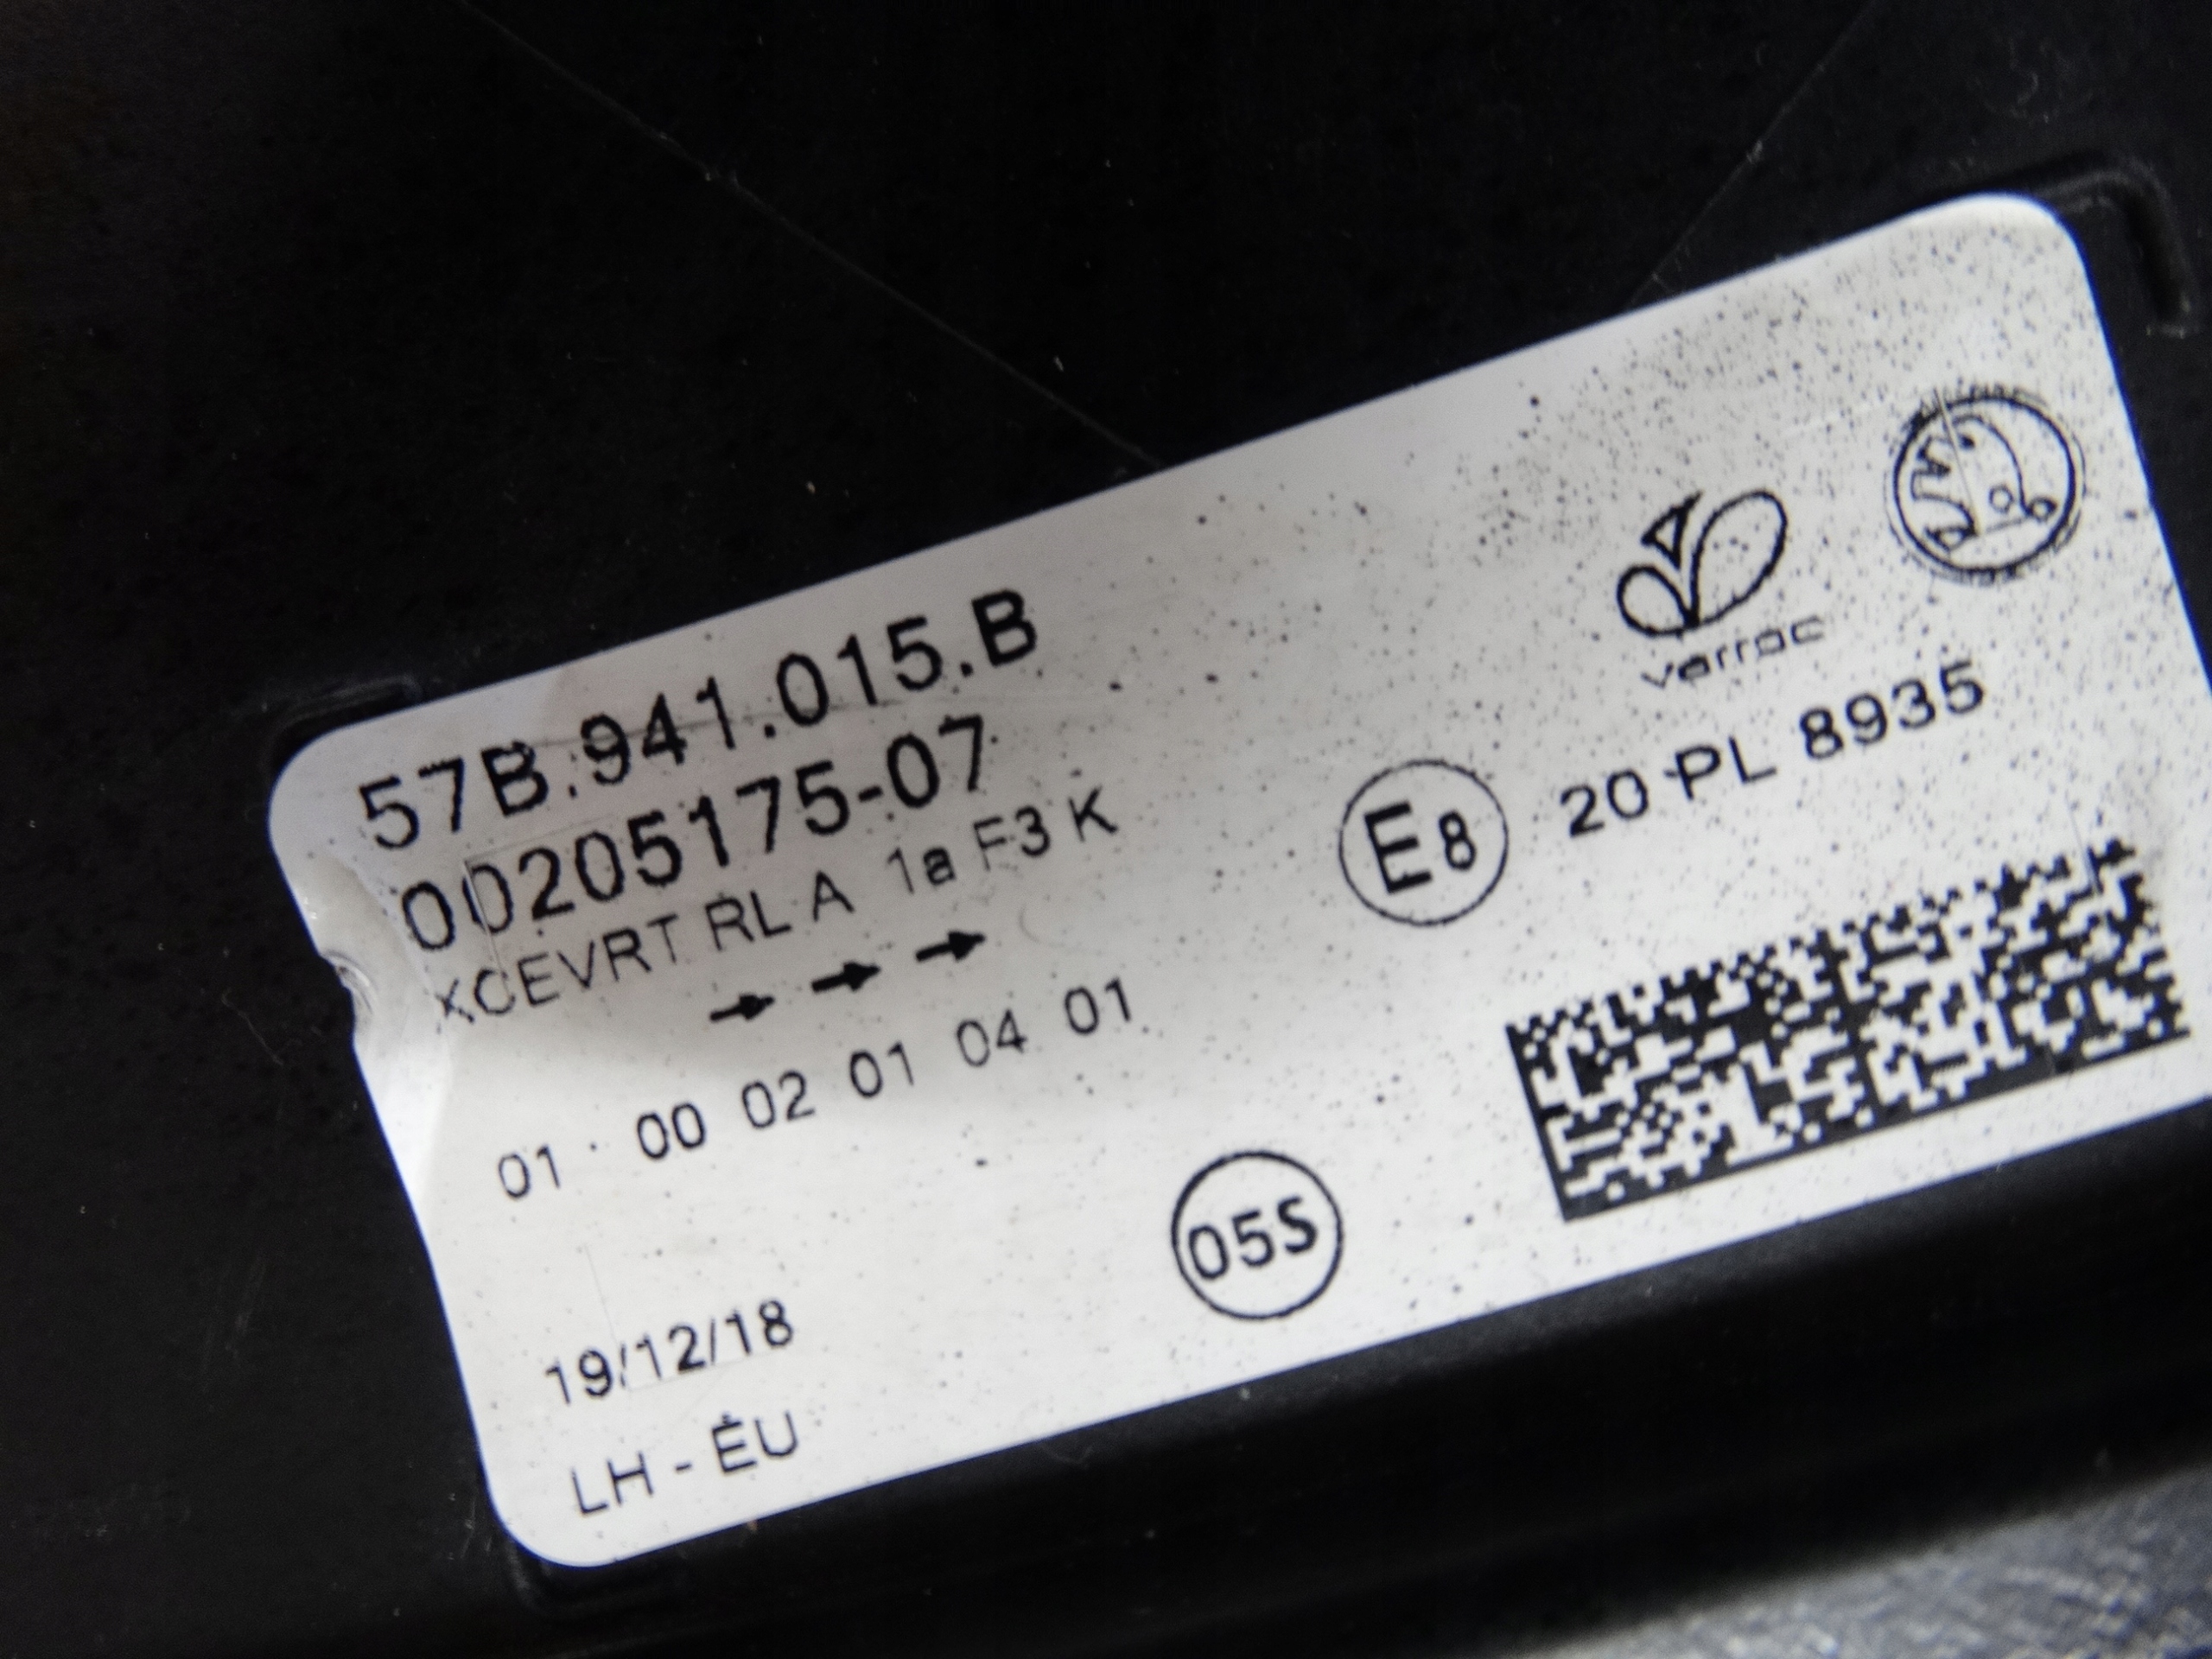 57B.941.015.B
00205175-07
XCEVRT RL A 1a F3 K
01 00 02 01 04 01
19/12/18
LH - EU
05S
varroc
E8 20 PL 8935